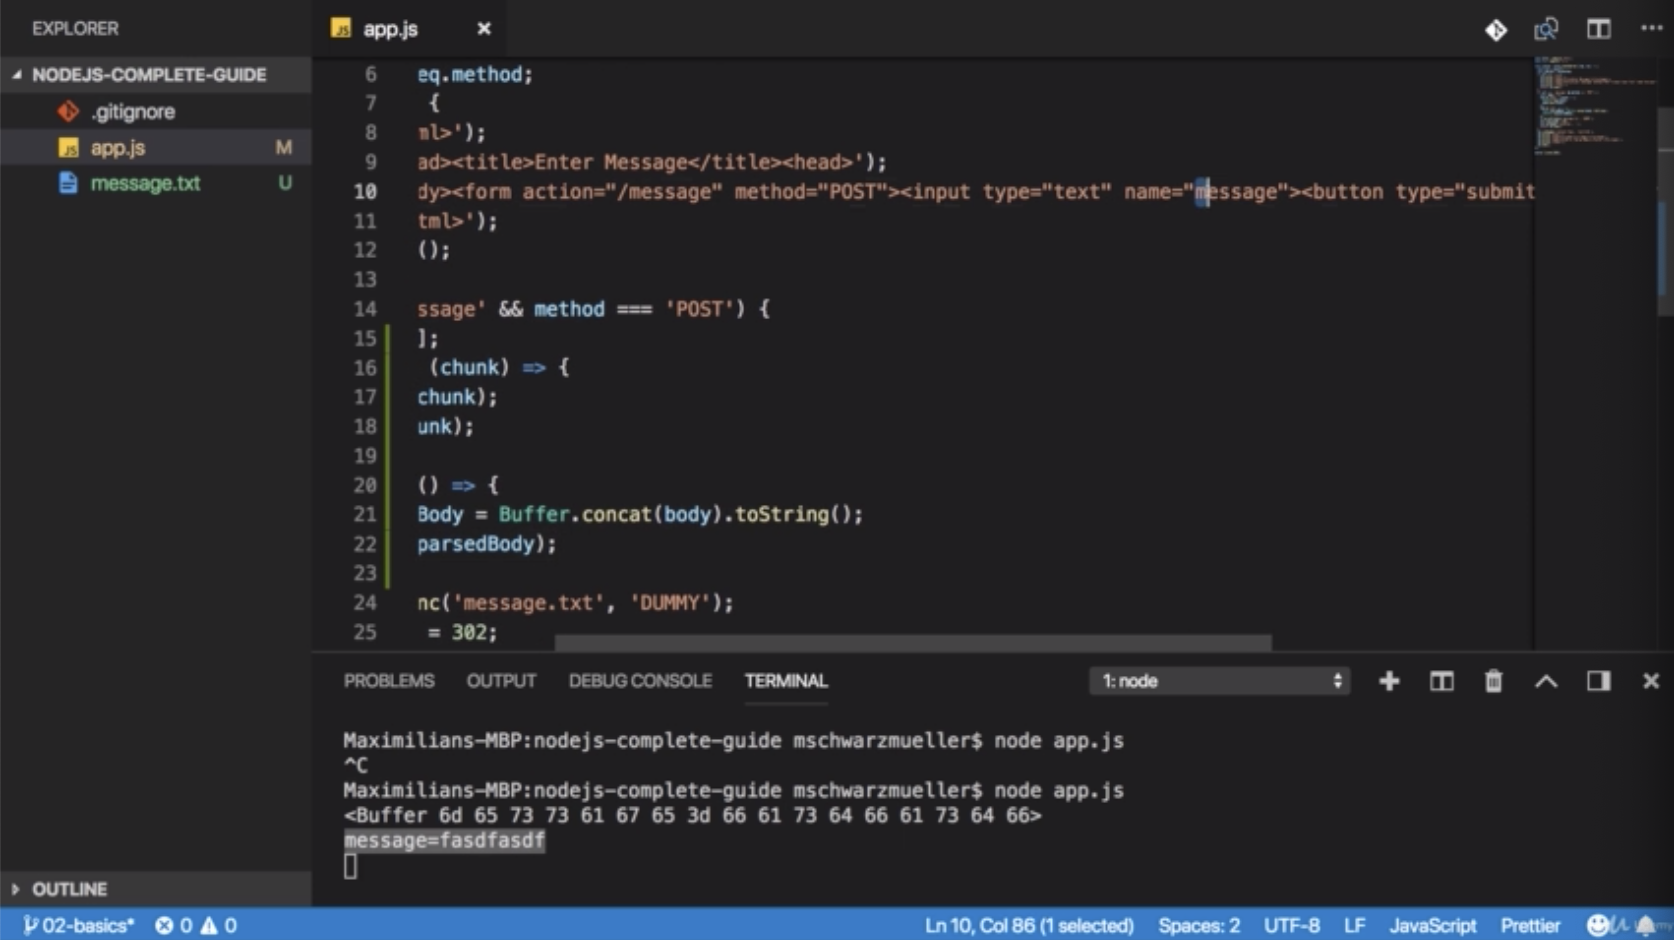 EXPLORER
NODEJS-COMPLETE-GUIDE
.gitignore
app.js M
message.txt U
OUTLINE
app.js
6 eq.method;
7 {
8 ml>');
9 ad><title>Enter Message</title><head>');
10 dy><form action="/message" method="POST"><input type="text" name="message"><button type="submit
11 tml>');
12 ();
13
14 ssage' && method === 'POST') {
15 ];
16 (chunk) => {
17 chunk);
18 unk);
19
20 () => {
21 Body = Buffer.concat(body).toString();
22 parsedBody);
23
24 nc('message.txt', 'DUMMY');
25 = 302;
PROBLEMS OUTPUT DEBUG CONSOLE TERMINAL 1: node
Maximilians-MBP:nodejs-complete-guide mschwarzmueller$ node app.js
^C
Maximilians-MBP:nodejs-complete-guide mschwarzmueller$ node app.js
<Buffer 6d 65 73 73 61 67 65 3d 66 61 73 64 66 61 73 64 66>
message=fasdfasdf
02-basics* 0 0 Ln 10, Col 86 (1 selected) Spaces: 2 UTF-8 LF JavaScript Prettier